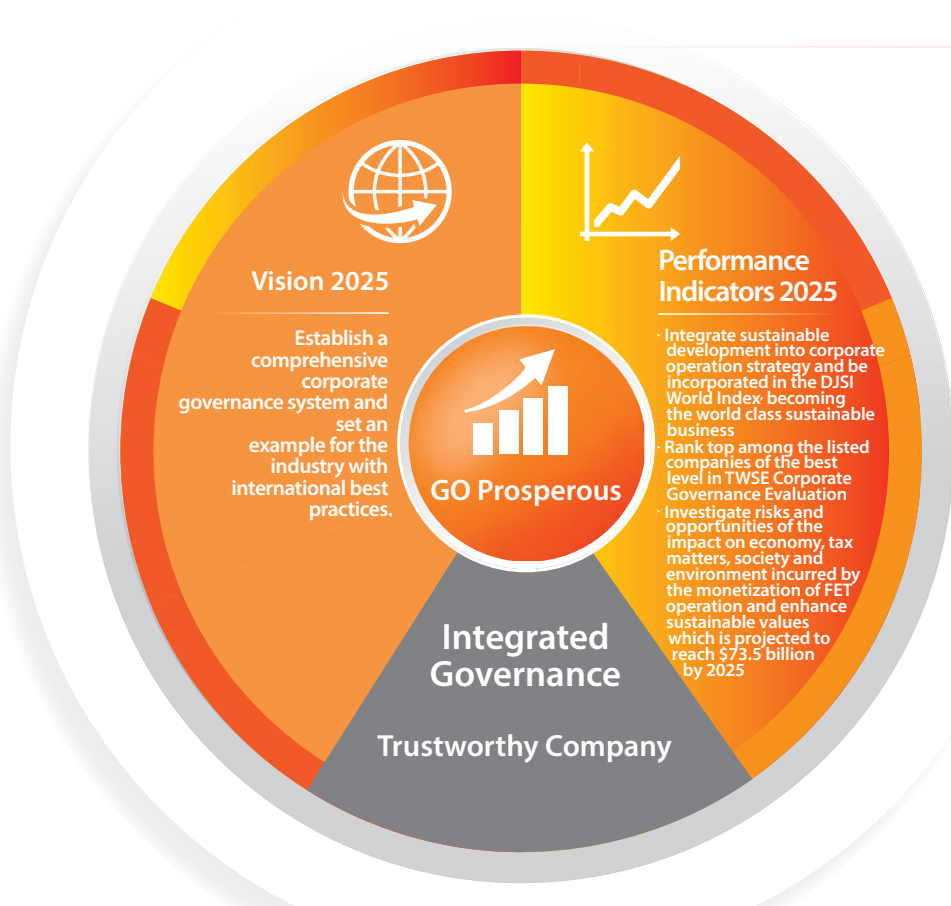 Vision 2025
Establish a
comprehensive
corporate
governance system and
set an
example for the
industry with
international best
practices.
Performance
Indicators 2025
· Integrate sustainable
development into corporate
operation strategy and be
incorporated in the DJSI
World Index, becoming
the world class sustainable
business
· Rank top among the listed
companies of the best
level in TWSE Corporate
Governance Evaluation
· Investigate risks and
opportunities of the
impact on economy, tax
matters, society and
environment incurred by
the monetization of FET
operation and enhance
sustainable values
which is projected to
reach $73.5 billion
by 2025
GO Prosperous
Integrated
Governance
Trustworthy Company